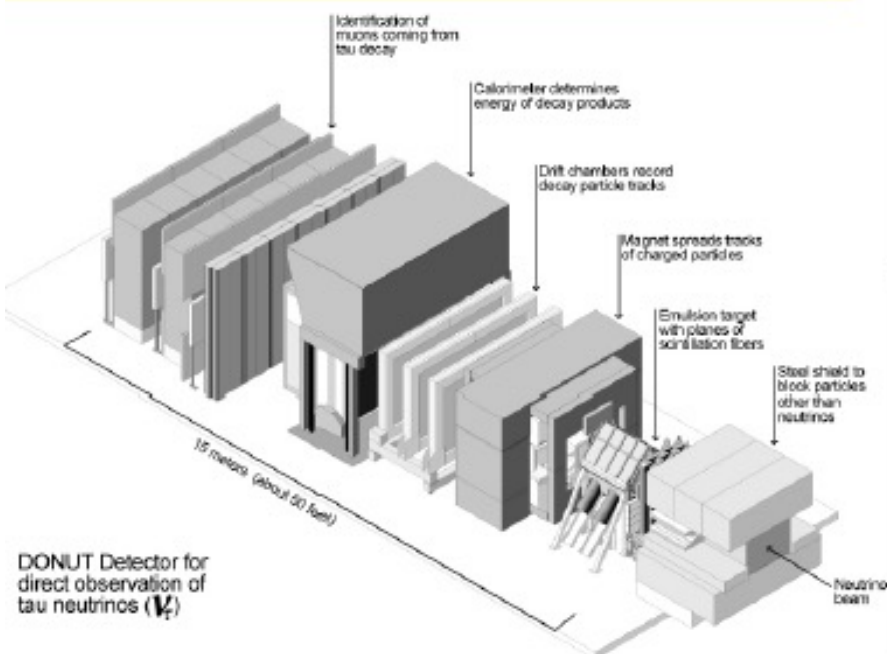 Identification of
muons coming from
tau decay
Calorimeter determines
energy of decay products
Drift chambers record
decay particle tracks
Magnet spreads tracks
of charged particles
Emulsion target
with planes of
scintillation fibers
Steel shield to
block particles
other than
neutrinos
15 meters (about 50 feet)
DONUT Detector for
direct observation of
tau neutrinos (ντ)
Neutrino
beam